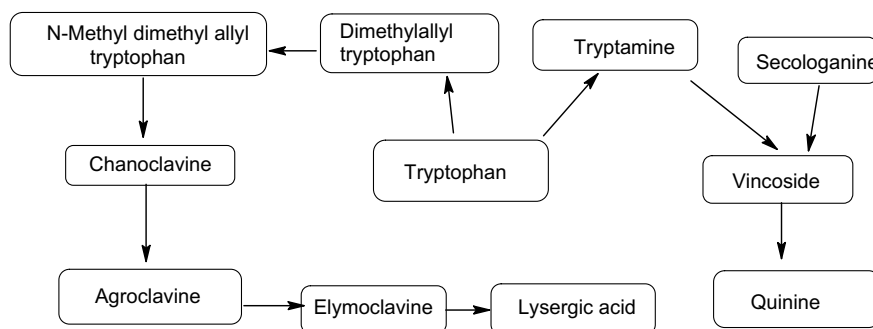 N-Methyl dimethyl allyl
tryptophan
Dimethylallyl
tryptophan
Tryptamine
Secologanine
Chanoclavine
Tryptophan
Vincoside
Agroclavine
Elymoclavine
Lysergic acid
Quinine